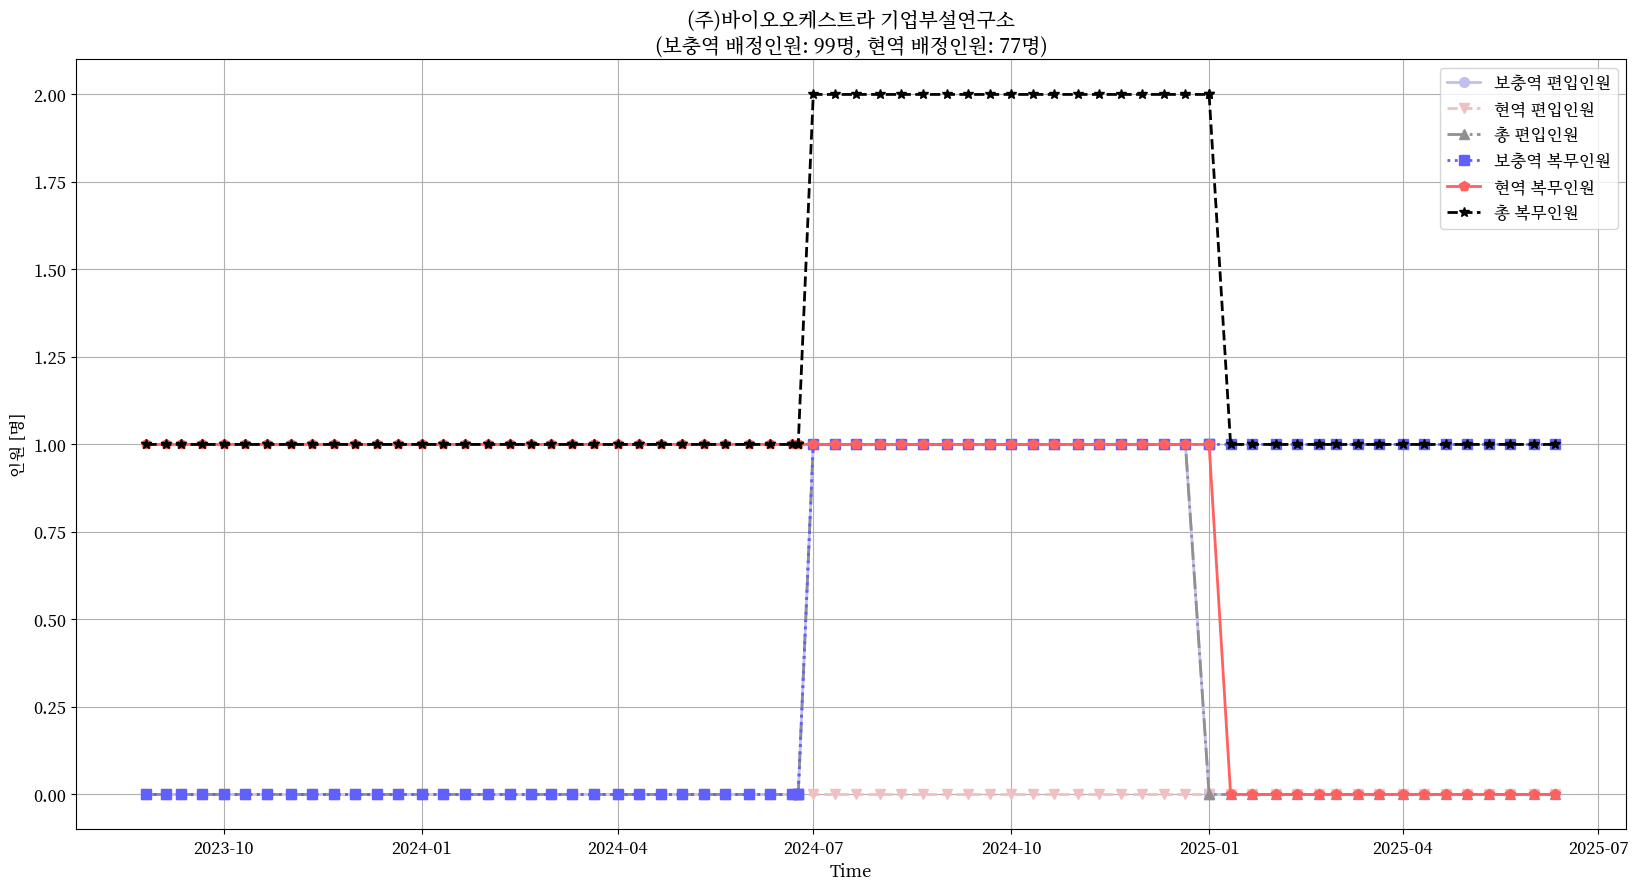 (주)바이오오케스트라 기업부설연구소
(보충역 배정인원: 99명, 현역 배정인원: 77명)
보충역 편입인원
현역 편입인원
총 편입인원
보충역 복무인원
현역 복무인원
총 복무인원
인원 [명]
2.00
1.75
1.50
1.25
1.00
0.75
0.50
0.25
0.00
2023-10
2024-01
2024-04
2024-07
2024-10
2025-01
2025-04
2025-07
Time